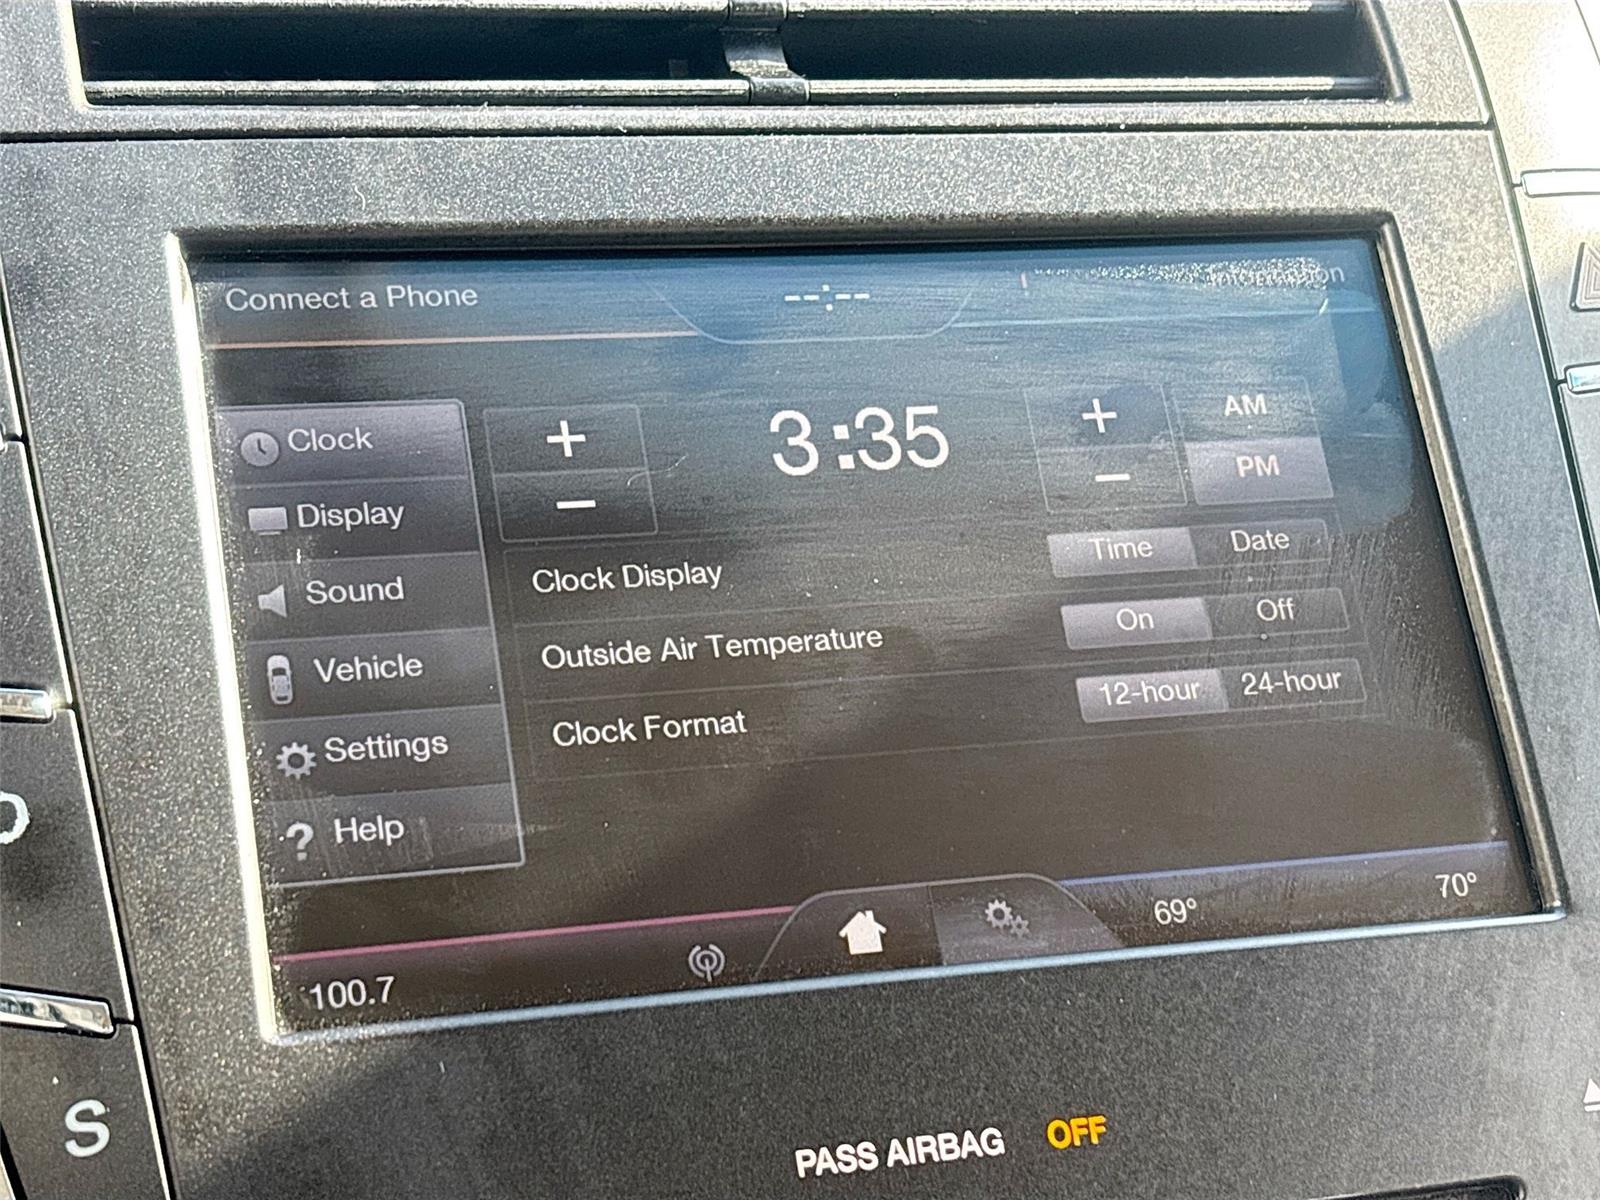 Connect a Phone --:-- Information
Clock
+ 3:35 + AM
− − PM
Display
Clock Display Time Date
Sound
Outside Air Temperature On Off
Vehicle
Clock Format 12-hour 24-hour
Settings
? Help
100.7 69° 70°
S
PASS AIRBAG OFF